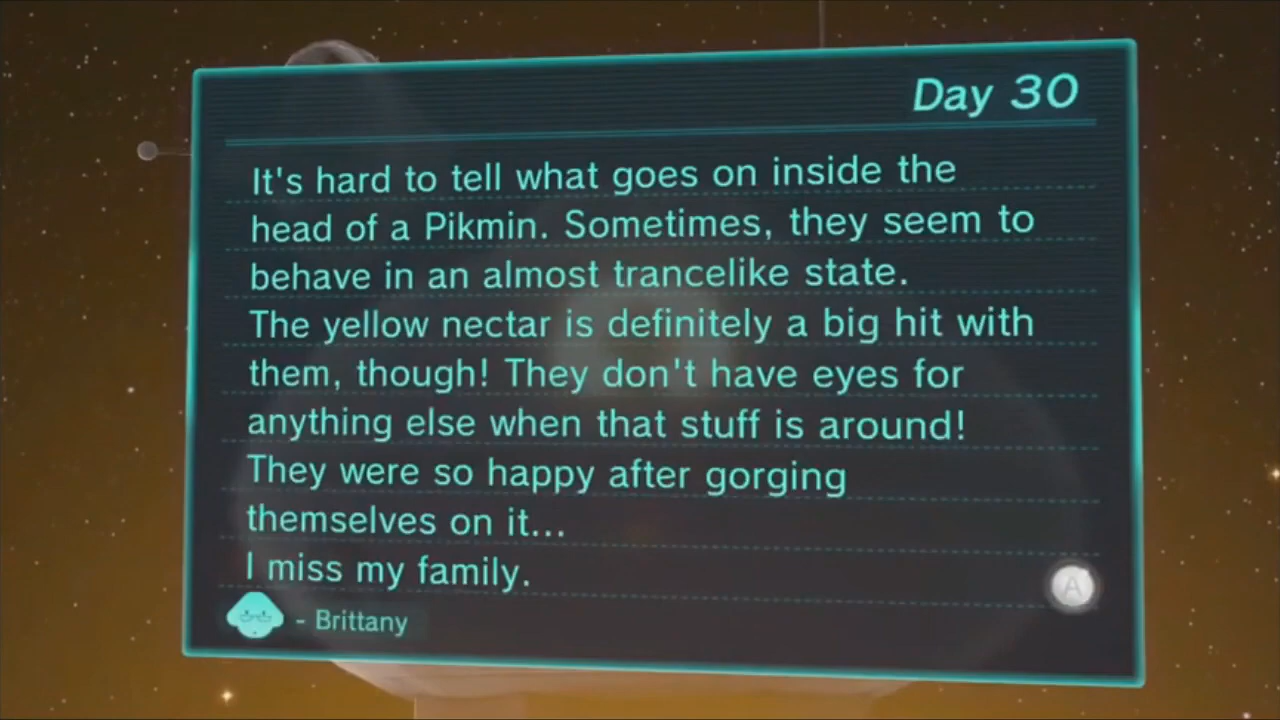 Day 30
It's hard to tell what goes on inside the
head of a Pikmin. Sometimes, they seem to
behave in an almost trancelike state.
The yellow nectar is definitely a big hit with
them, though! They don't have eyes for
anything else when that stuff is around!
They were so happy after gorging
themselves on it...
I miss my family.
A
- Brittany